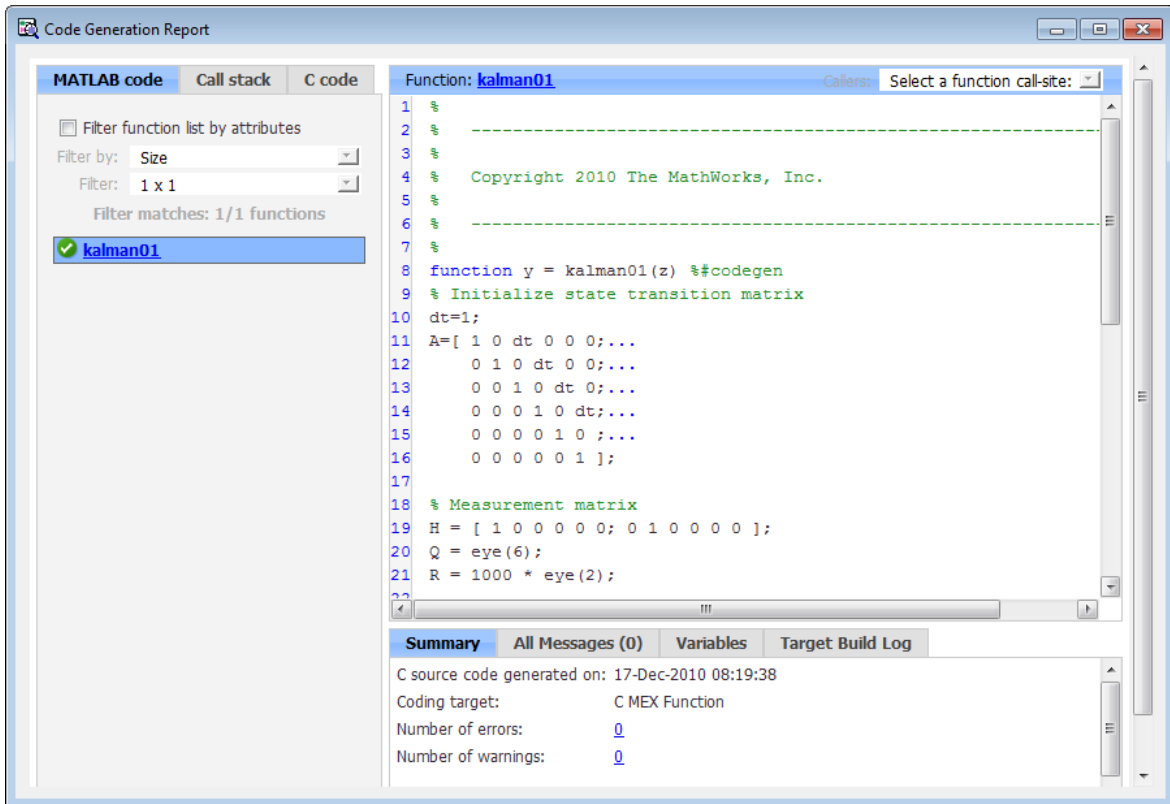 Code Generation Report
MATLAB code Call stack C code
Filter function list by attributes
Filter by: Size
Filter: 1 x 1
Filter matches: 1/1 functions
kalman01
Function: kalman01 Callers: Select a function call-site:
1 %
2 % ------------------------------------------------------------
3 %
4 % Copyright 2010 The MathWorks, Inc.
5 %
6 % ------------------------------------------------------------
7 %
8 function y = kalman01(z) %#codegen
9 % Initialize state transition matrix
10 dt=1;
11 A=[ 1 0 dt 0 0 0;...
12 0 1 0 dt 0 0;...
13 0 0 1 0 dt 0;...
14 0 0 0 1 0 dt;...
15 0 0 0 0 1 0 ;...
16 0 0 0 0 0 1 ];
17
18 % Measurement matrix
19 H = [ 1 0 0 0 0 0; 0 1 0 0 0 0 ];
20 Q = eye(6);
21 R = 1000 * eye(2);
22
Summary All Messages (0) Variables Target Build Log
C source code generated on: 17-Dec-2010 08:19:38
Coding target: C MEX Function
Number of errors: 0
Number of warnings: 0